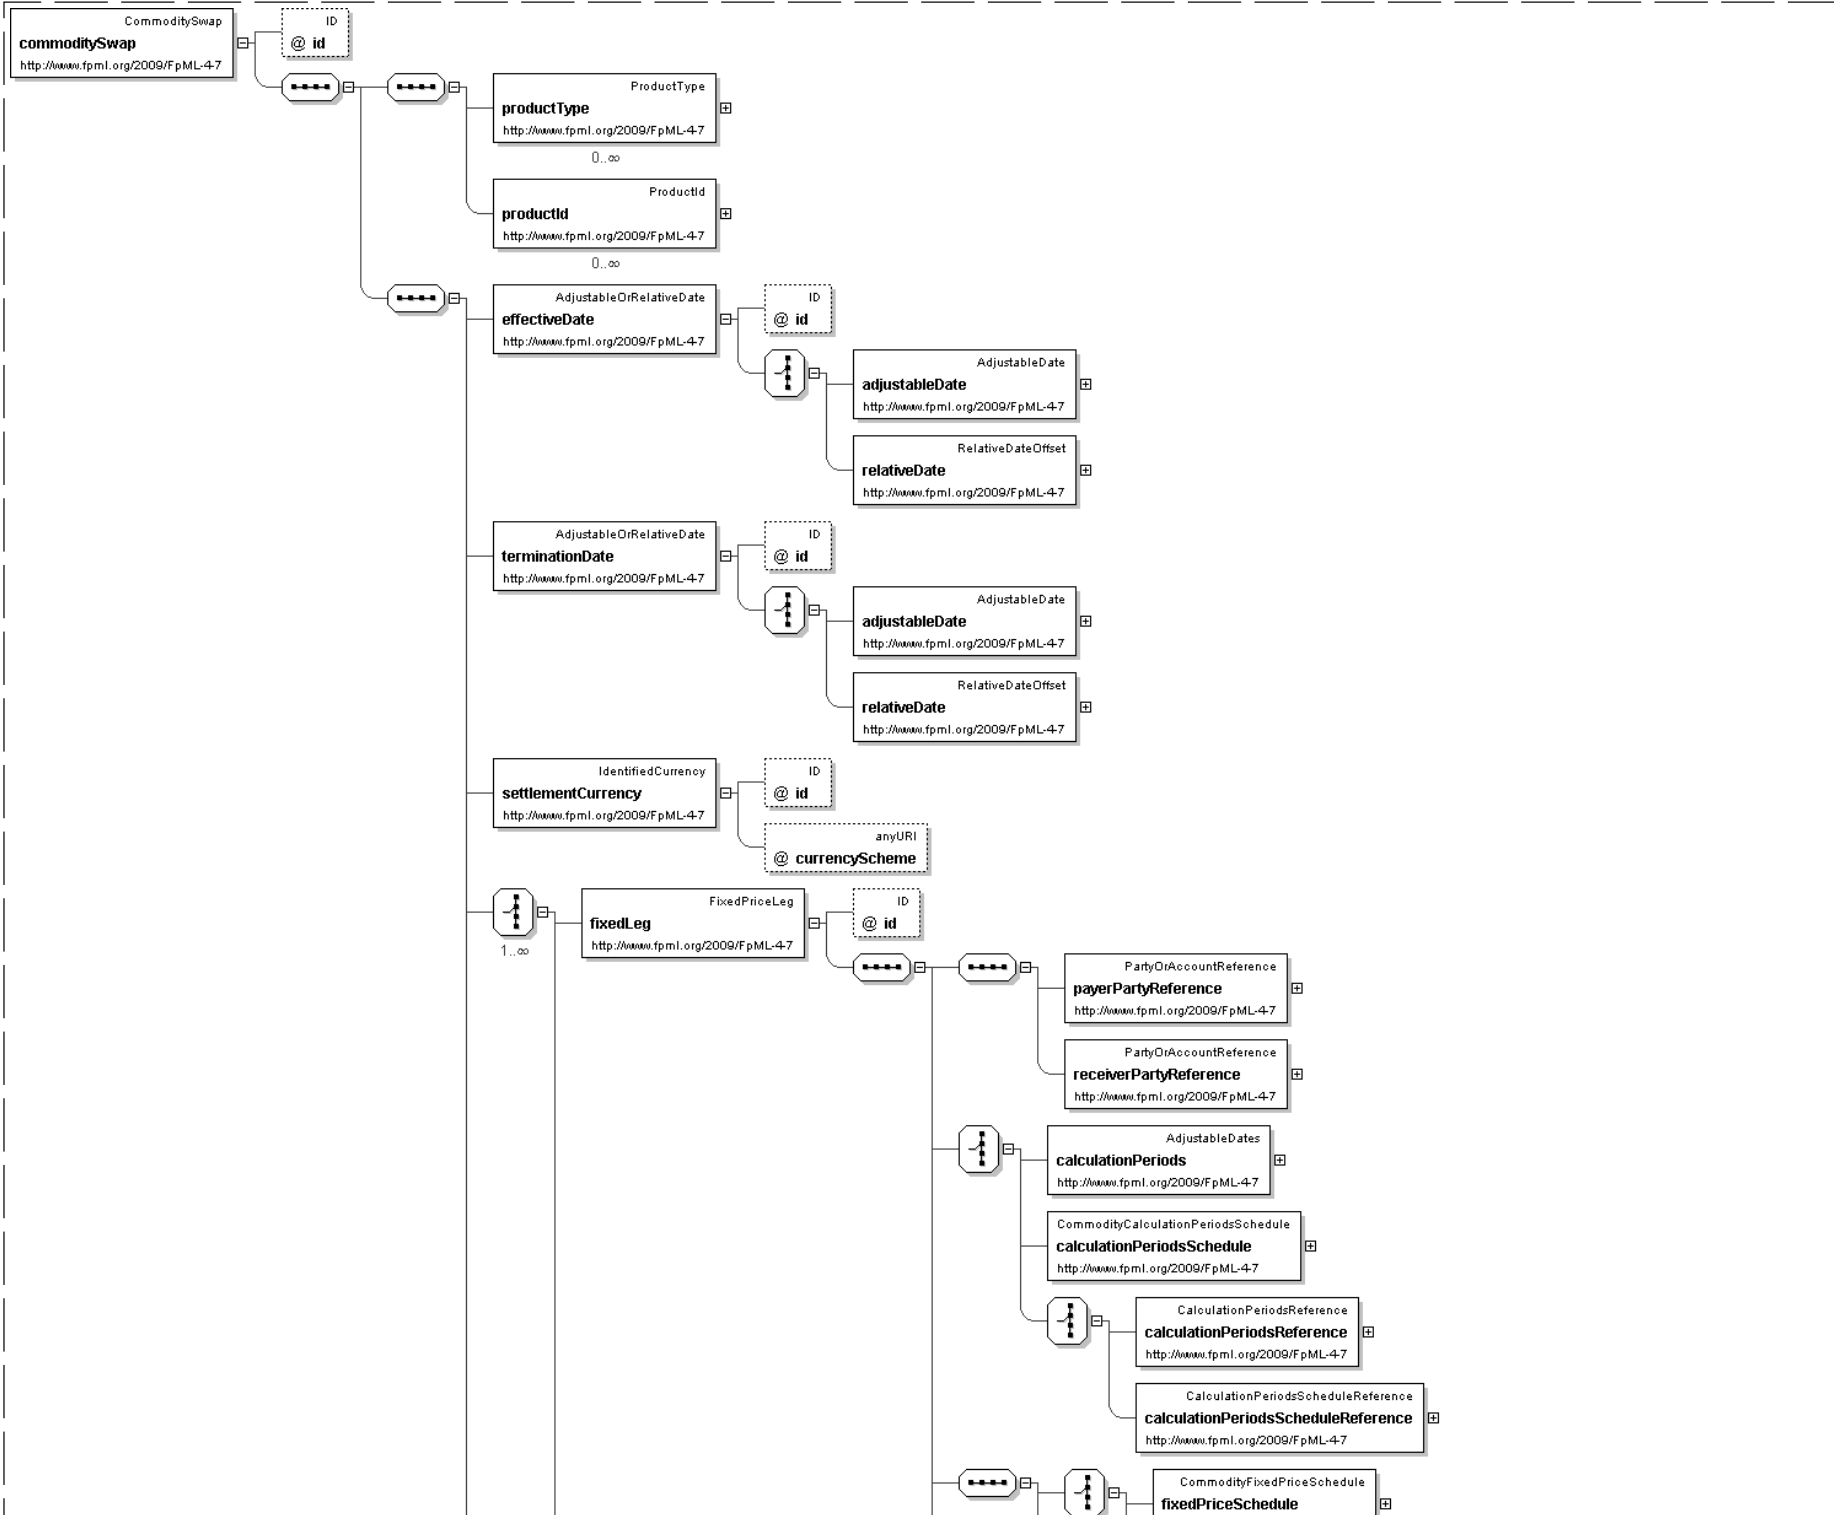 CommoditySwap
commoditySwap
http://www.fpml.org/2009/FpML-4-7
ID
@ id
ProductType
productType
http://www.fpml.org/2009/FpML-4-7
0..∞
ProductId
productId
http://www.fpml.org/2009/FpML-4-7
0..∞
AdjustableOrRelativeDate
effectiveDate
http://www.fpml.org/2009/FpML-4-7
ID
@ id
AdjustableDate
adjustableDate
http://www.fpml.org/2009/FpML-4-7
RelativeDateOffset
relativeDate
http://www.fpml.org/2009/FpML-4-7
AdjustableOrRelativeDate
terminationDate
http://www.fpml.org/2009/FpML-4-7
ID
@ id
AdjustableDate
adjustableDate
http://www.fpml.org/2009/FpML-4-7
RelativeDateOffset
relativeDate
http://www.fpml.org/2009/FpML-4-7
IdentifiedCurrency
settlementCurrency
http://www.fpml.org/2009/FpML-4-7
ID
@ id
anyURI
@ currencyScheme
1..∞
FixedPriceLeg
fixedLeg
http://www.fpml.org/2009/FpML-4-7
ID
@ id
PartyOrAccountReference
payerPartyReference
http://www.fpml.org/2009/FpML-4-7
PartyOrAccountReference
receiverPartyReference
http://www.fpml.org/2009/FpML-4-7
AdjustableDates
calculationPeriods
http://www.fpml.org/2009/FpML-4-7
CommodityCalculationPeriodsSchedule
calculationPeriodsSchedule
http://www.fpml.org/2009/FpML-4-7
CalculationPeriodsReference
calculationPeriodsReference
http://www.fpml.org/2009/FpML-4-7
CalculationPeriodsScheduleReference
calculationPeriodsScheduleReference
http://www.fpml.org/2009/FpML-4-7
CommodityFixedPriceSchedule
fixedPriceSchedule